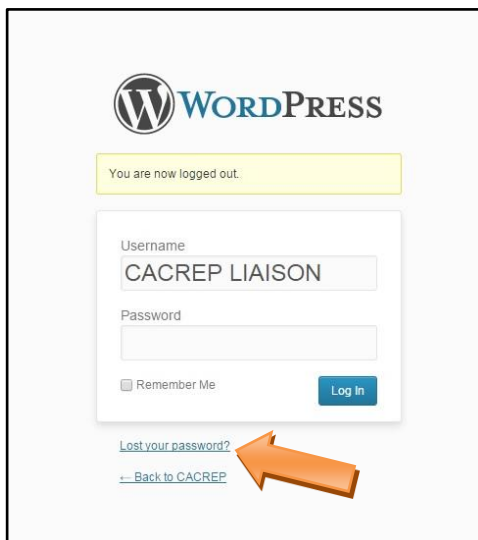 WORDPRESS
You are now logged out.
Username
CACREP LIAISON
Password
Remember Me
Log In
Lost your password?
← Back to CACREP